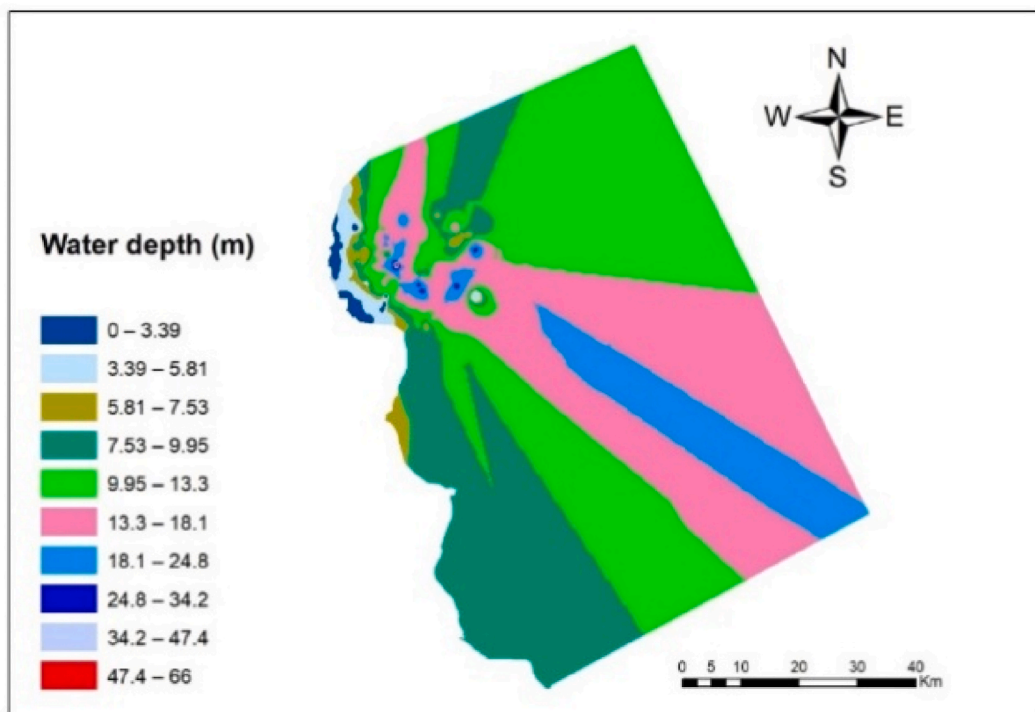 N
W E
S
Water depth (m)
0 – 3.39
3.39 – 5.81
5.81 – 7.53
7.53 – 9.95
9.95 – 13.3
13.3 – 18.1
18.1 – 24.8
24.8 – 34.2
34.2 – 47.4
47.4 – 66
0 5 10 20 30 40
Km